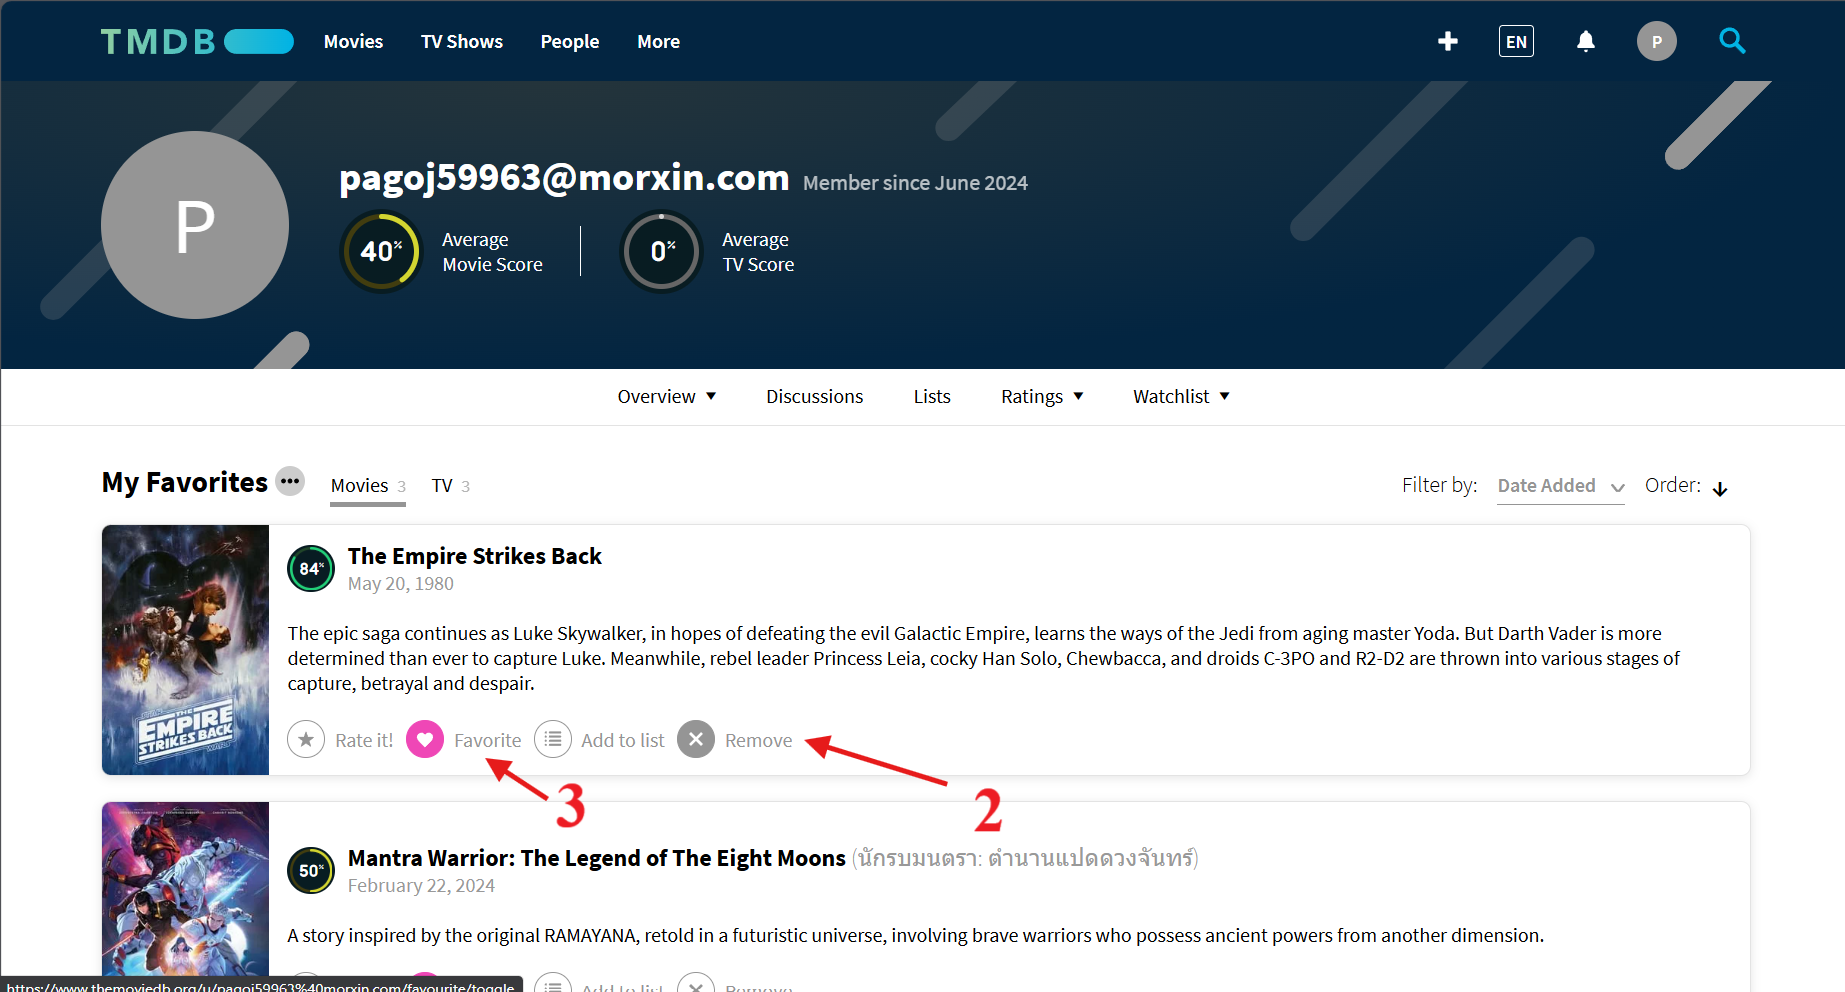 TMDB
Movies
TV Shows
People
More
EN
P
P
pagoj59963@morxin.com
Member since June 2024
40%
Average
Movie Score
0%
Average
TV Score
Overview
Discussions
Lists
Ratings
Watchlist
My Favorites
Movies 3
TV 3
Filter by:
Date Added
Order:
THE
EMPIRE
STRIKES BACK
84%
The Empire Strikes Back
May 20, 1980
The epic saga continues as Luke Skywalker, in hopes of defeating the evil Galactic Empire, learns the ways of the Jedi from aging master Yoda. But Darth Vader is more
determined than ever to capture Luke. Meanwhile, rebel leader Princess Leia, cocky Han Solo, Chewbacca, and droids C-3PO and R2-D2 are thrown into various stages of
capture, betrayal and despair.
Rate it!
Favorite
Add to list
Remove
3
2
50%
Mantra Warrior: The Legend of The Eight Moons (นักรบมนตรา: ตำนานแปดดวงจันทร์)
February 22, 2024
A story inspired by the original RAMAYANA, retold in a futuristic universe, involving brave warriors who possess ancient powers from another dimension.
Add to list
Remove
https://www.themoviedb.org/u/pagoj59963%40morxin.com/favourite/toggle